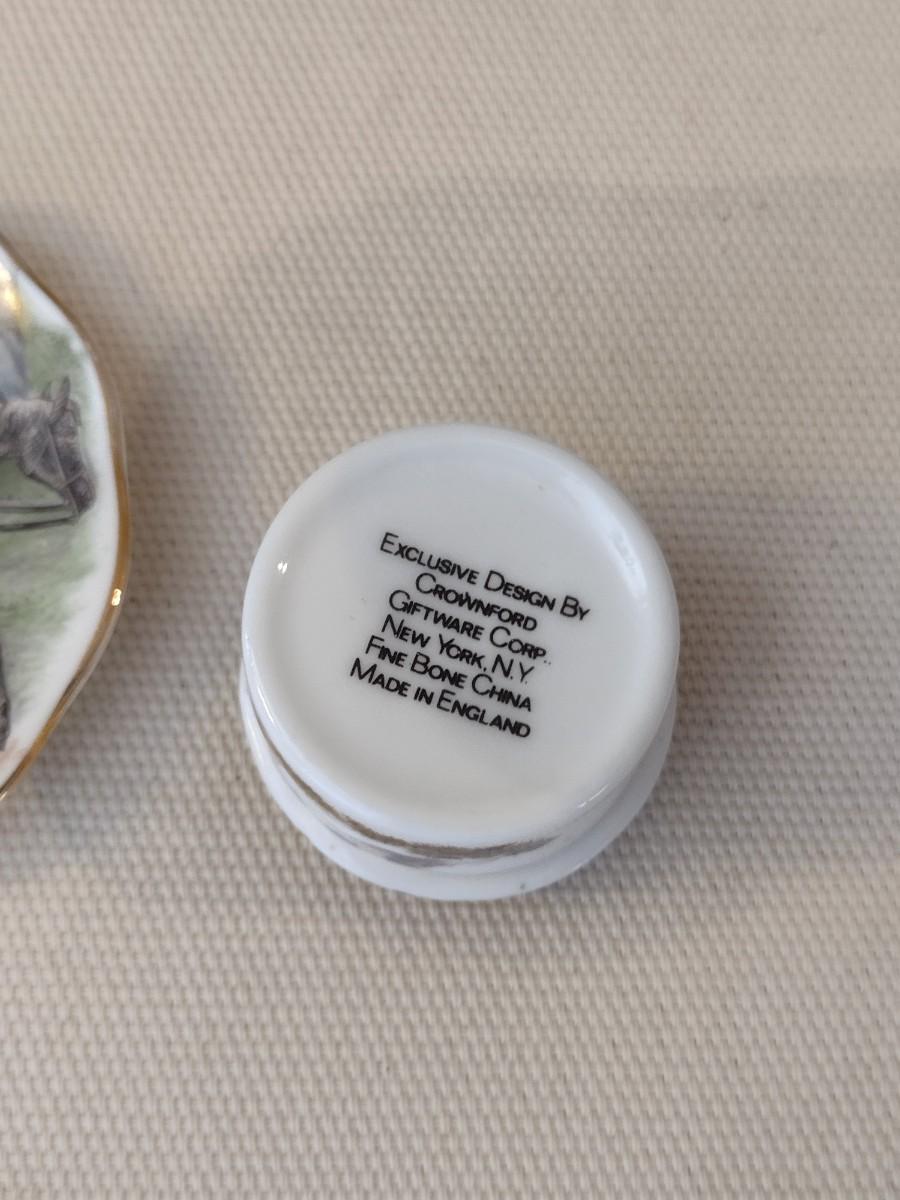 Exclusive Design By
Crownford
Giftware Corp.
New York, N.Y.
Fine Bone China
Made in England